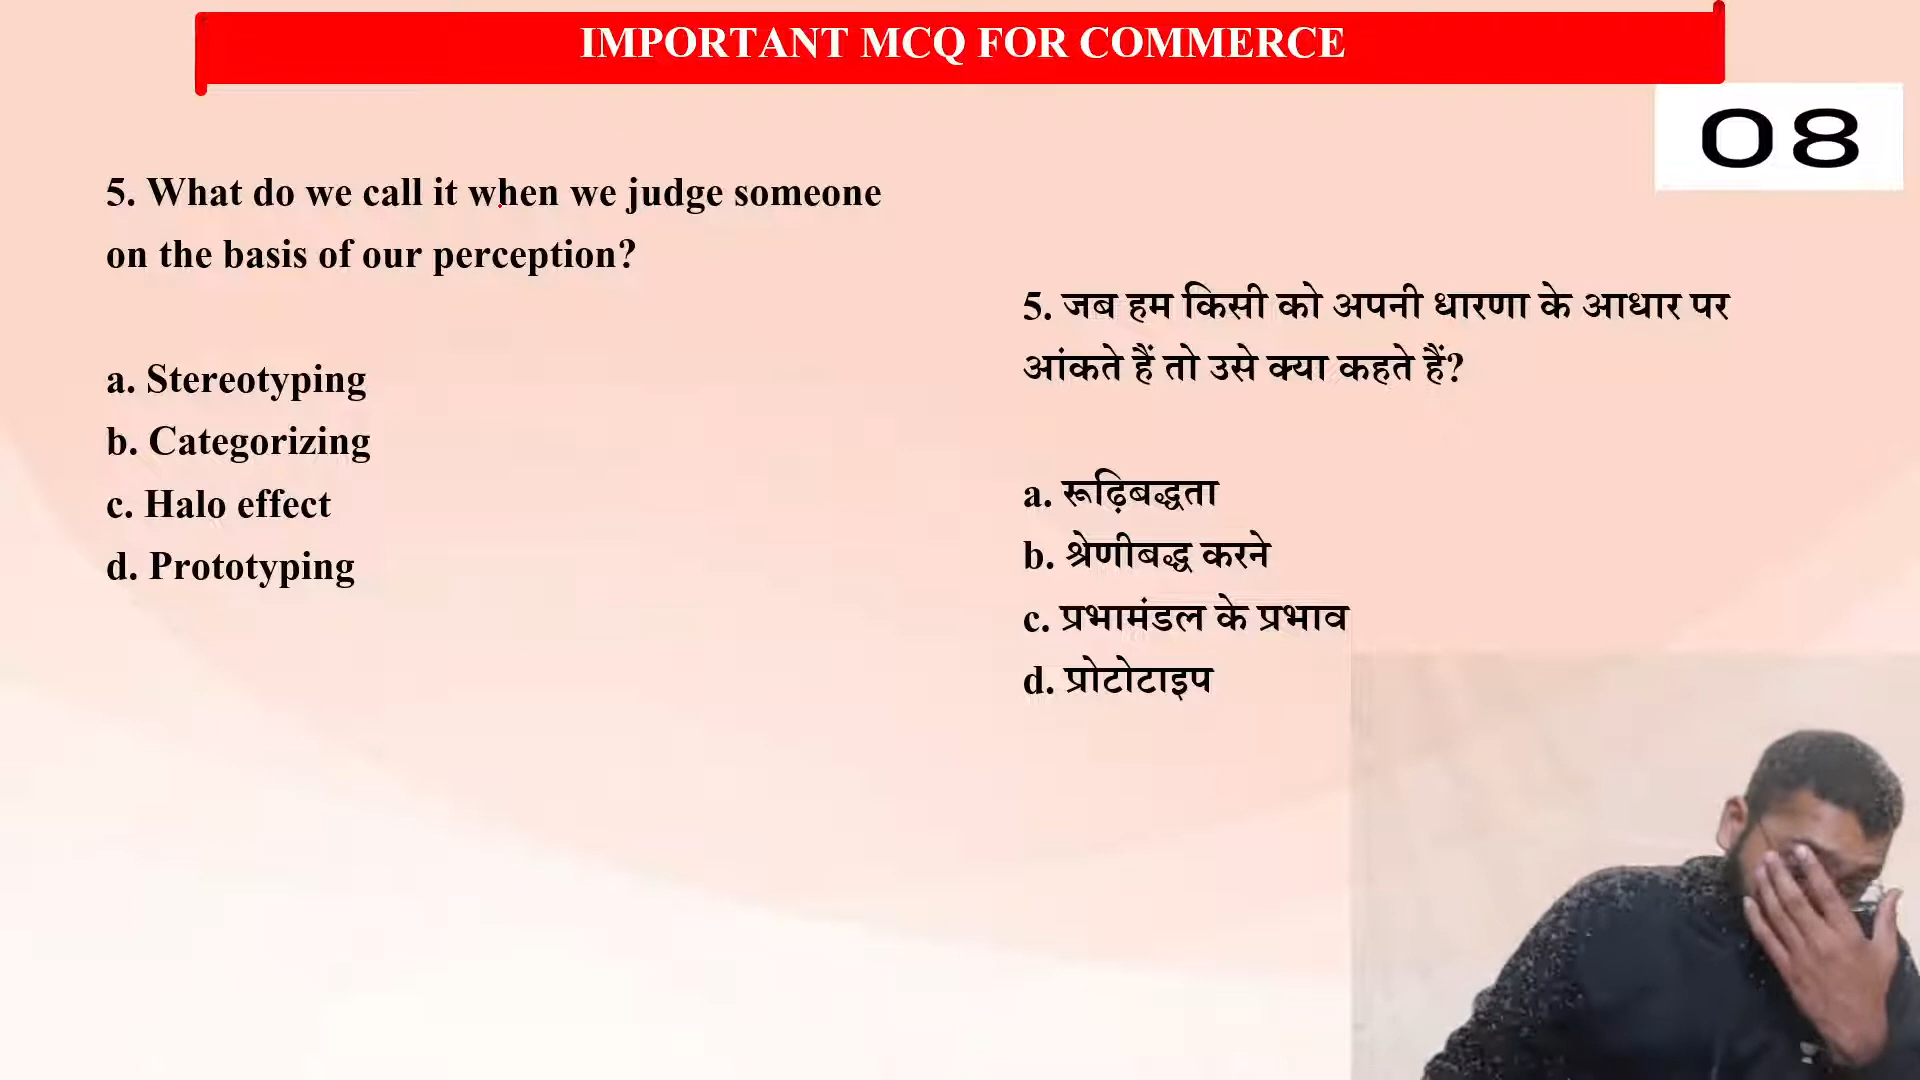 IMPORTANT MCQ FOR COMMERCE
08
5. What do we call it when we judge someone
on the basis of our perception?
a. Stereotyping
b. Categorizing
c. Halo effect
d. Prototyping
5. जब हम किसी को अपनी धारणा के आधार पर
आंकते हैं तो उसे क्या कहते हैं?
a. रूढ़िबद्धता
b. श्रेणीबद्ध करने
c. प्रभामंडल के प्रभाव
d. प्रोटोटाइप